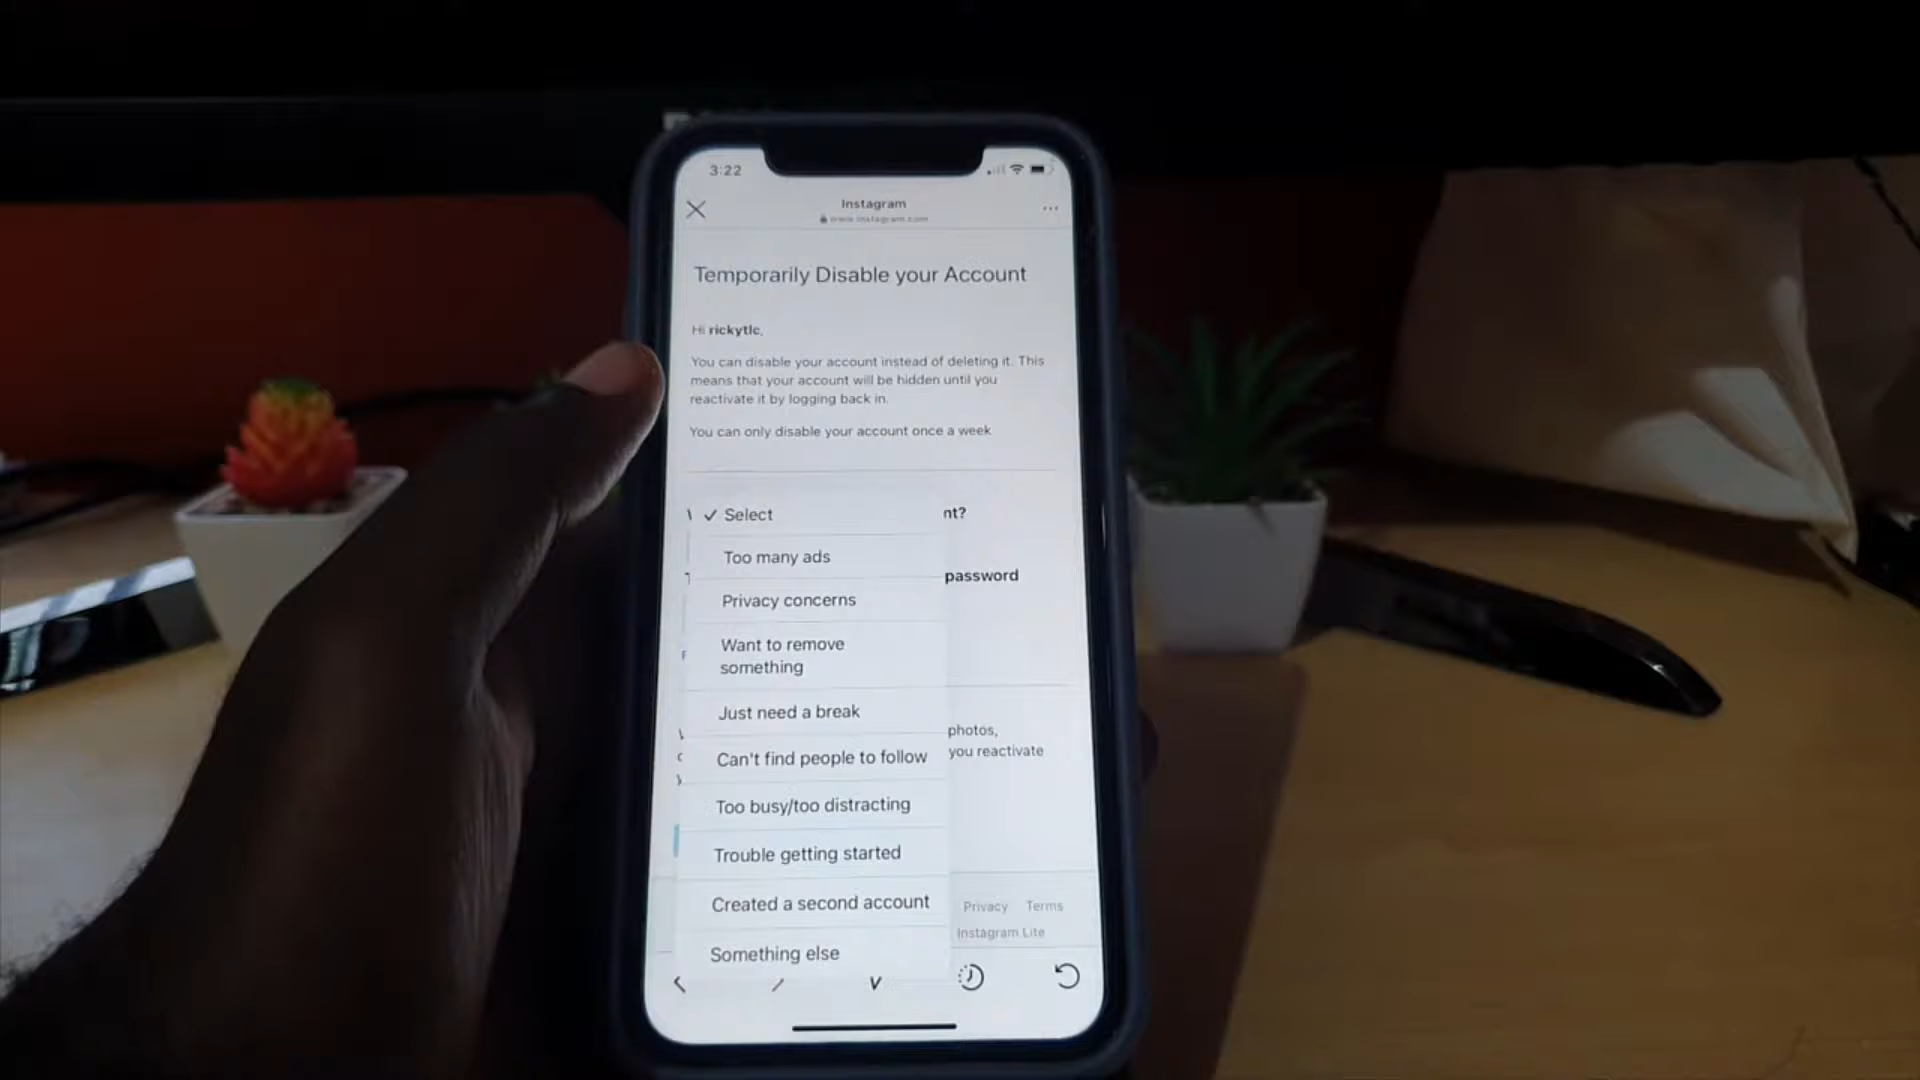 3:22
Instagram
www.instagram.com
Temporarily Disable your Account
Hi rickytlc,
You can disable your account instead of deleting it. This
means that your account will be hidden until you
reactivate it by logging back in.
You can only disable your account once a week
✓ Select
nt?
Too many ads
password
Privacy concerns
Want to remove
something
Just need a break
photos,
you reactivate
Can't find people to follow
Too busy/too distracting
Trouble getting started
Created a second account
Privacy Terms
Instagram Lite
Something else